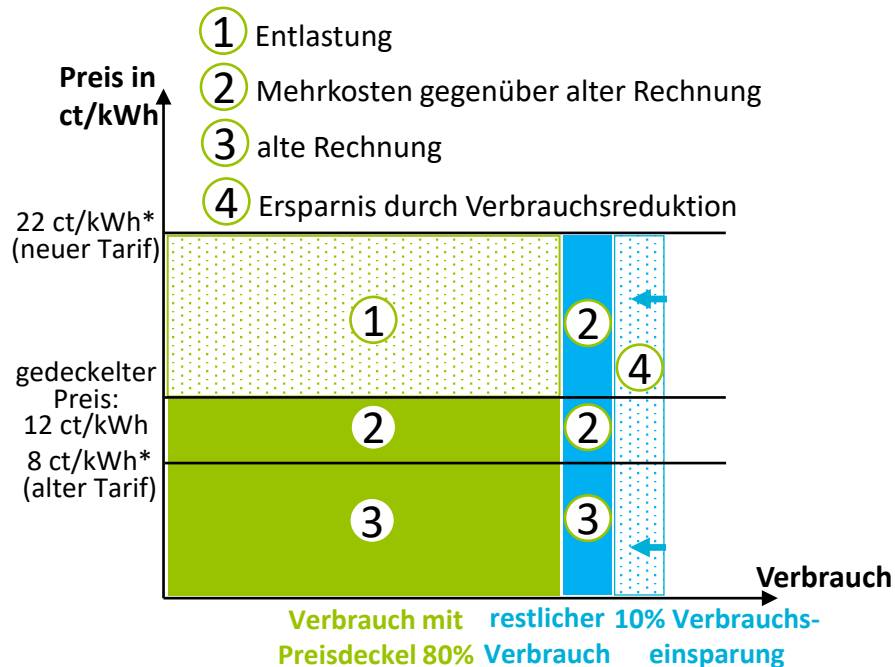 1 Entlastung
Preis in
ct/kWh
2 Mehrkosten gegenüber alter Rechnung
3 alte Rechnung
4 Ersparnis durch Verbrauchsreduktion
22 ct/kWh*
(neuer Tarif)
1
2
4
gedeckelter
Preis:
12 ct/kWh
2
2
8 ct/kWh*
(alter Tarif)
3
3
Verbrauch
Verbrauch mit
Preisdeckel 80%
restlicher
Verbrauch
10% Verbrauchs-
einsparung